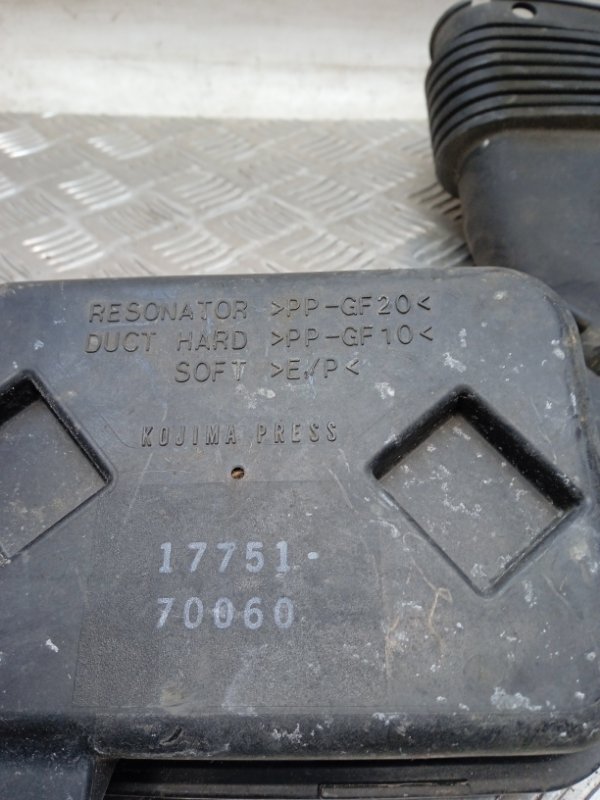 RESONATOR >PP-GF20<
DUCT HARD >PP-GF10<
SOFT >E/P<
KOJIMA PRESS
17751-
70060